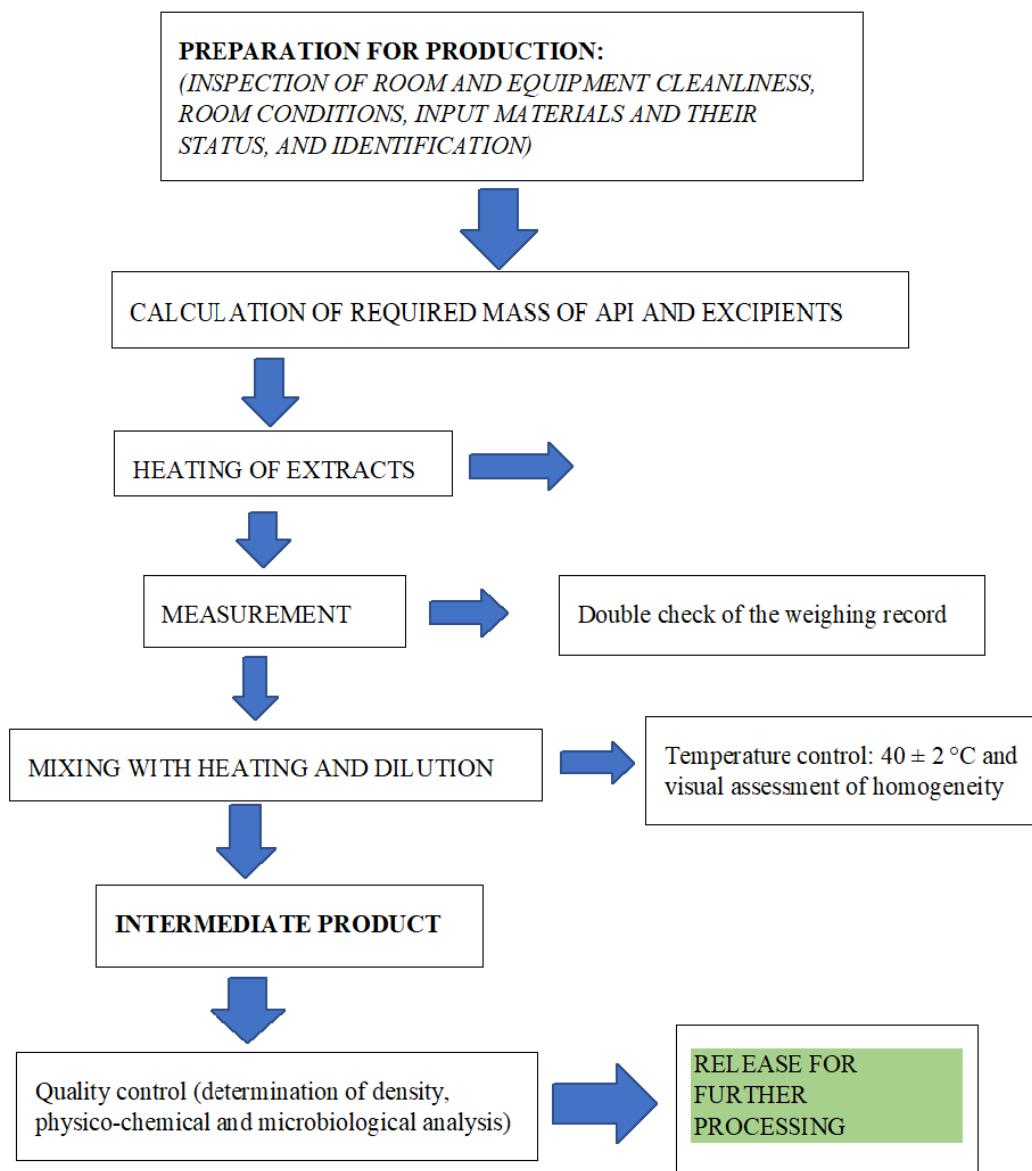 PREPARATION FOR PRODUCTION:
(INSPECTION OF ROOM AND EQUIPMENT CLEANLINESS,
ROOM CONDITIONS, INPUT MATERIALS AND THEIR
STATUS, AND IDENTIFICATION)
CALCULATION OF REQUIRED MASS OF API AND EXCIPIENTS
HEATING OF EXTRACTS
MEASUREMENT
Double check of the weighing record
MIXING WITH HEATING AND DILUTION
Temperature control: 40 ± 2 °C and
visual assessment of homogeneity
INTERMEDIATE PRODUCT
Quality control (determination of density,
physico-chemical and microbiological analysis)
RELEASE FOR
FURTHER
PROCESSING